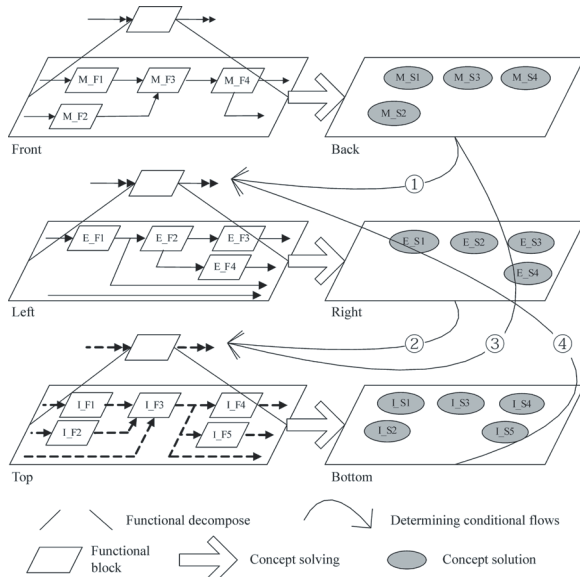 M_F1 M_F3 M_F4
M_F2
M_S1 M_S3 M_S4
M_S2
Front Back
①
E_F1 E_F2 E_F3
E_F4
E_S1 E_S2 E_S3
E_S4
Left Right
② ③ ④
I_F1 I_F3 I_F4
I_F2 I_F5
I_S1 I_S3 I_S4
I_S2 I_S5
Top Bottom
Functional decompose Determining conditional flows
Functional
block
Concept solving Concept solution